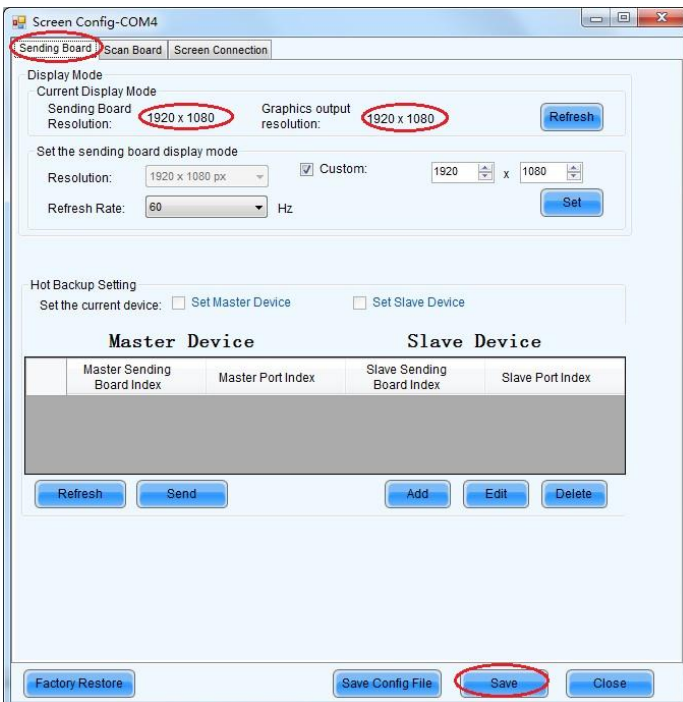 Screen Config-COM4
Sending Board Scan Board Screen Connection
Display Mode
Current Display Mode
Sending Board Resolution: 1920 x 1080 Graphics output resolution: 1920 x 1080 Refresh
Set the sending board display mode
Resolution: 1920 x 1080 px Custom: 1920 x 1080
Refresh Rate: 60 Hz Set
Hot Backup Setting
Set the current device: Set Master Device Set Slave Device
Master Device Slave Device
Master Sending Board Index Master Port Index Slave Sending Board Index Slave Port Index
Refresh Send Add Edit Delete
Factory Restore Save Config File Save Close